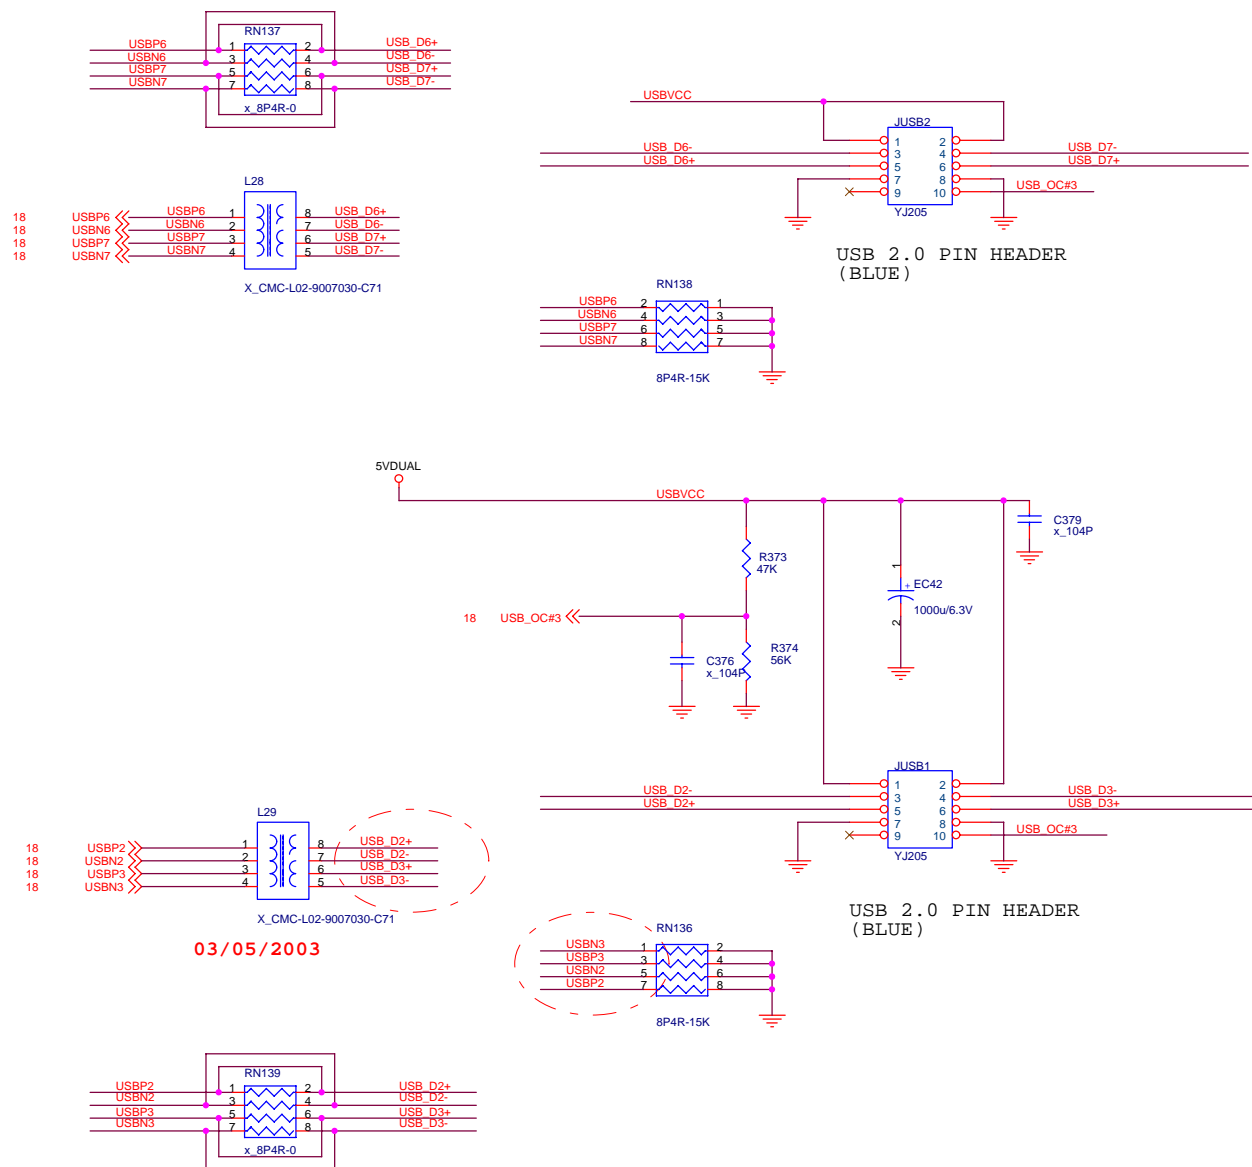 RN137
USBP6 1 2 USB_D6+
USBN6 3 4 USB_D6-
USBP7 5 6 USB_D7+
USBN7 7 8 USB_D7-
x_8P4R-0
USBVCC
JUSB2
1 2
USB_D6- 3 4 USB_D7-
USB_D6+ 5 6 USB_D7+
7 8
9 10 USB_OC#3
YJ205
USB 2.0 PIN HEADER
(BLUE)
L28
18 USBP6 USBP6 1 8 USB_D6+
18 USBN6 USBN6 2 7 USB_D6-
18 USBP7 USBP7 3 6 USB_D7+
18 USBN7 USBN7 4 5 USB_D7-
X_CMC-L02-9007030-C71
RN138
USBP6 2 1
USBN6 4 3
USBP7 6 5
USBN7 8 7
8P4R-15K
5VDUAL
USBVCC
C379
x_104P
R373
47K
1
+ EC42
1000u/6.3V
2
18 USB_OC#3
R374
56K
C376
x_104P
JUSB1
1 2
USB_D2- 3 4 USB_D3-
USB_D2+ 5 6 USB_D3+
7 8
9 10 USB_OC#3
YJ205
USB 2.0 PIN HEADER
(BLUE)
L29
18 USBP2 1 8 USB_D2+
18 USBN2 2 7 USB_D2-
18 USBP3 3 6 USB_D3+
18 USBN3 4 5 USB_D3-
X_CMC-L02-9007030-C71
03/05/2003
RN136
USBN3 1 2
USBP3 3 4
USBN2 5 6
USBP2 7 8
8P4R-15K
RN139
USBP2 1 2 USB_D2+
USBN2 3 4 USB_D2-
USBP3 5 6 USB_D3+
USBN3 7 8 USB_D3-
x_8P4R-0